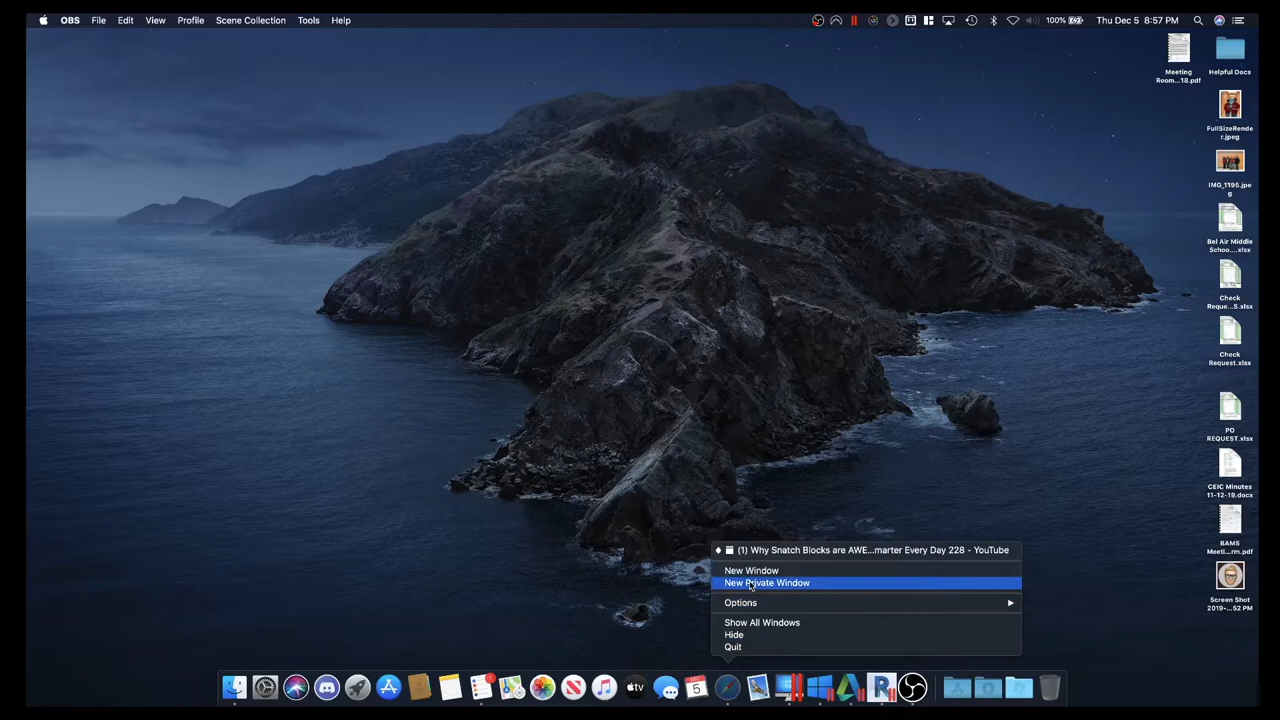 OBS File Edit View Profile Scene Collection Tools Help 100% Thu Dec 5 8:57 PM
Meeting
Room...18.pdf
Helpful Docs
FullSizeRende
r.jpeg
IMG_1195.jpe
g
Bel Air Middle
Schoo....xlsx
Check
Reque...S.xlsx
Check
Request.xlsx
PO
REQUEST.xlsx
CEIC Minutes
11-12-19.docx
BAMS
Meeti...rm.pdf
Screen Shot
2019-...52 PM
(1) Why Snatch Blocks are AWE...marter Every Day 228 - YouTube
New Window
New Private Window
Options
Show All Windows
Hide
Quit
tv
5
R